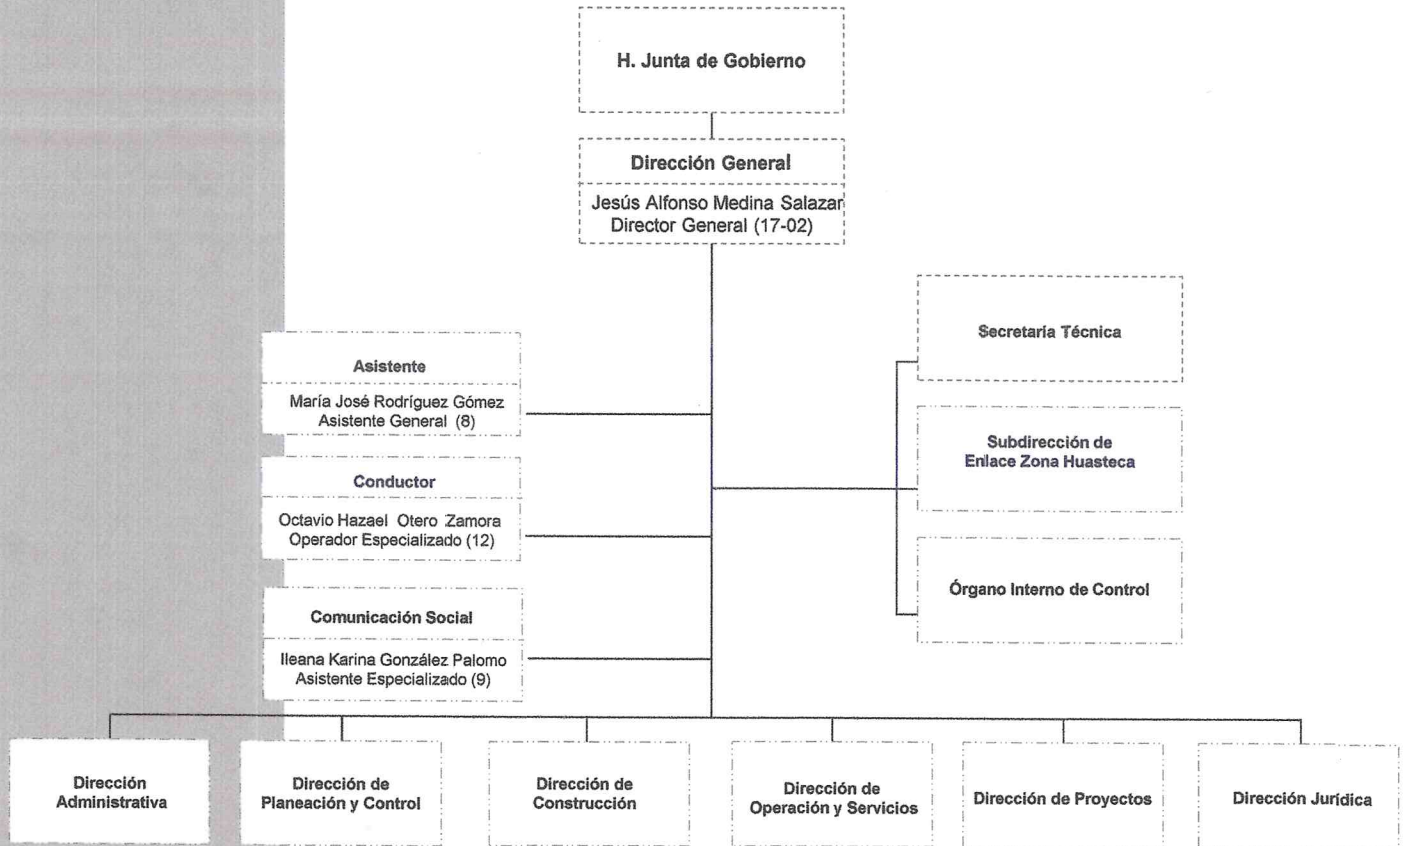 H. Junta de Gobierno
Dirección General
Jesús Alfonso Medina Salazar
Director General (17-02)
Secretaría Técnica
Asistente
María José Rodríguez Gómez
Asistente General (8)
Subdirección de
Enlace Zona Huasteca
Conductor
Octavio Hazael Otero Zamora
Operador Especializado (12)
Órgano Interno de Control
Comunicación Social
Ileana Karina González Palomo
Asistente Especializado (9)
Dirección
Administrativa
Dirección de
Planeación y Control
Dirección de
Construcción
Dirección de
Operación y Servicios
Dirección de Proyectos
Dirección Jurídica